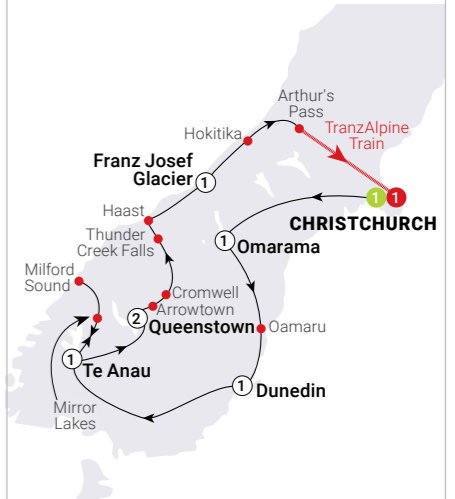 Arthur's
Pass
TranzAlpine
Train
Hokitika
Franz Josef
Glacier
1
1
1
CHRISTCHURCH
Haast
Thunder
Creek Falls
1
Omarama
Milford
Sound
Cromwell
Arrowtown
2
Queenstown
Oamaru
1
Te Anau
1
Dunedin
Mirror
Lakes